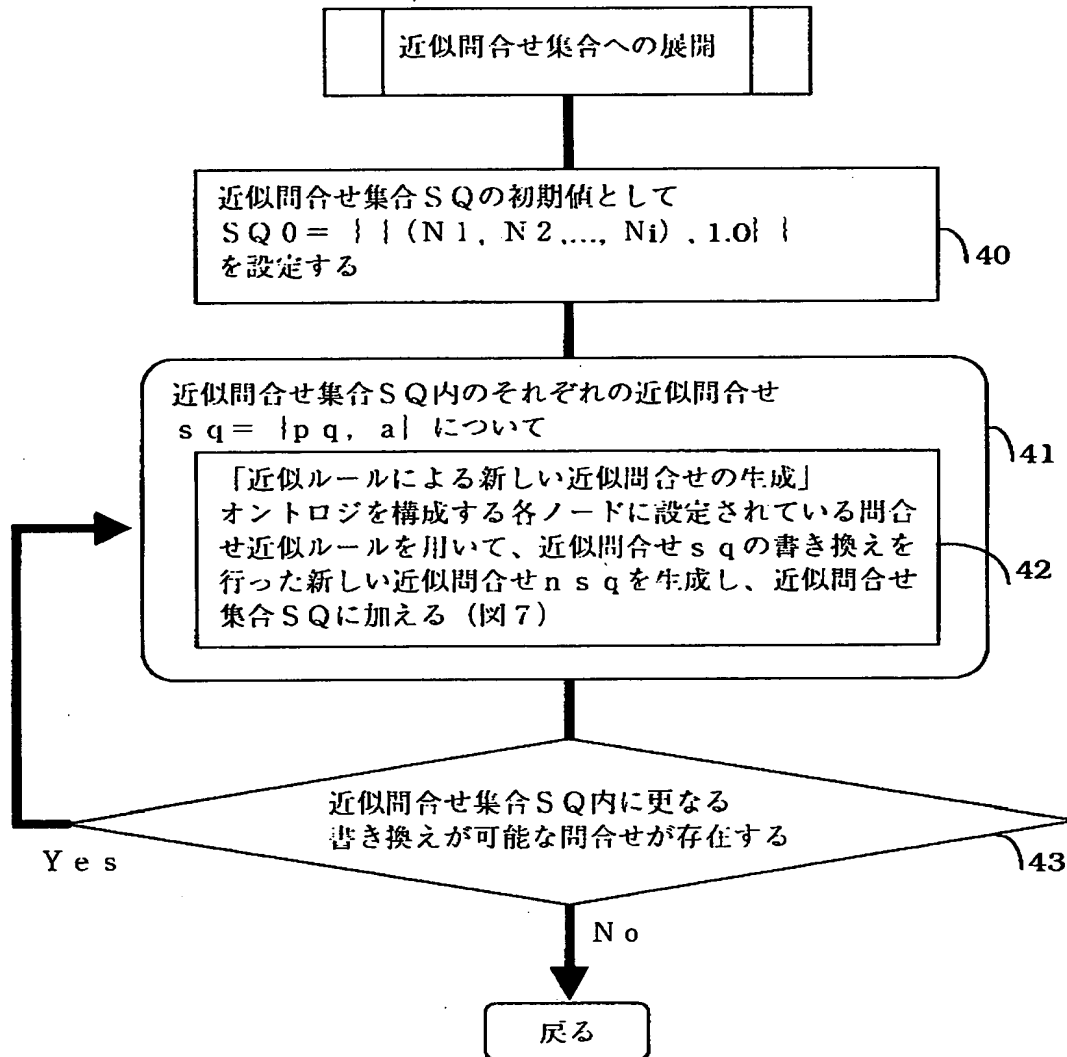 近似問合せ集合への展開
近似問合せ集合SQの初期値として
SQ0={{(N1, N2,..., Ni), 1.0}}
を設定する
40
近似問合せ集合SQ内のそれぞれの近似問合せ
sq={pq, a}について
41
「近似ルールによる新しい近似問合せの生成」
オントロジを構成する各ノードに設定されている問合
せ近似ルールを用いて、近似問合せsqの書き換えを
行った新しい近似問合せnsqを生成し、近似問合せ
集合SQに加える(図7)
42
近似問合せ集合SQ内に更なる
書き換えが可能な問合せが存在する
43
Yes
No
戻る